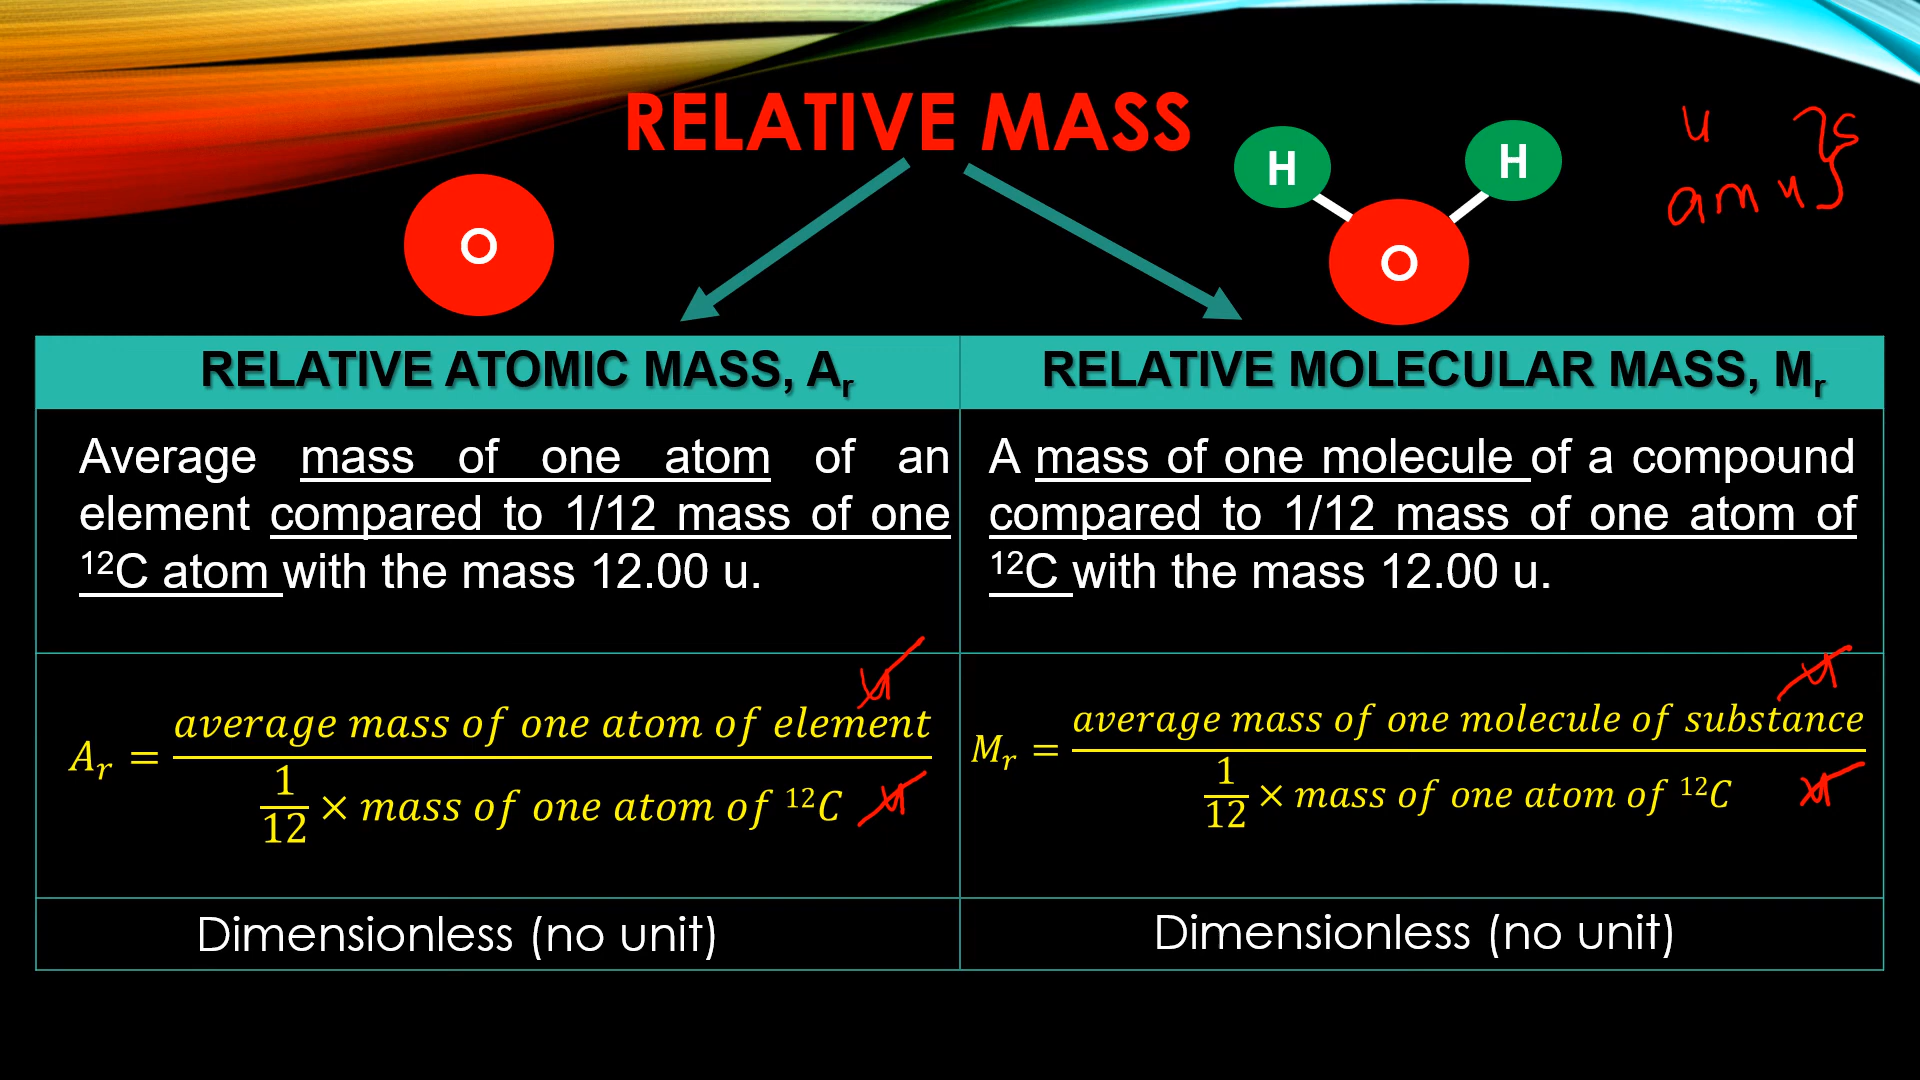 RELATIVE MASS
H
H
O
O
u
amu
RELATIVE ATOMIC MASS, Ar
RELATIVE MOLECULAR MASS, Mr
Average mass of one atom of an
element compared to 1/12 mass of one
¹²C atom with the mass 12.00 u.
A mass of one molecule of a compound
compared to 1/12 mass of one atom of
¹²C with the mass 12.00 u.
u
average mass of one atom of element
Ar =
1/12 × mass of one atom of ¹²C u
u
average mass of one molecule of substance
Mr =
1/12 × mass of one atom of ¹²C u
Dimensionless (no unit)
Dimensionless (no unit)